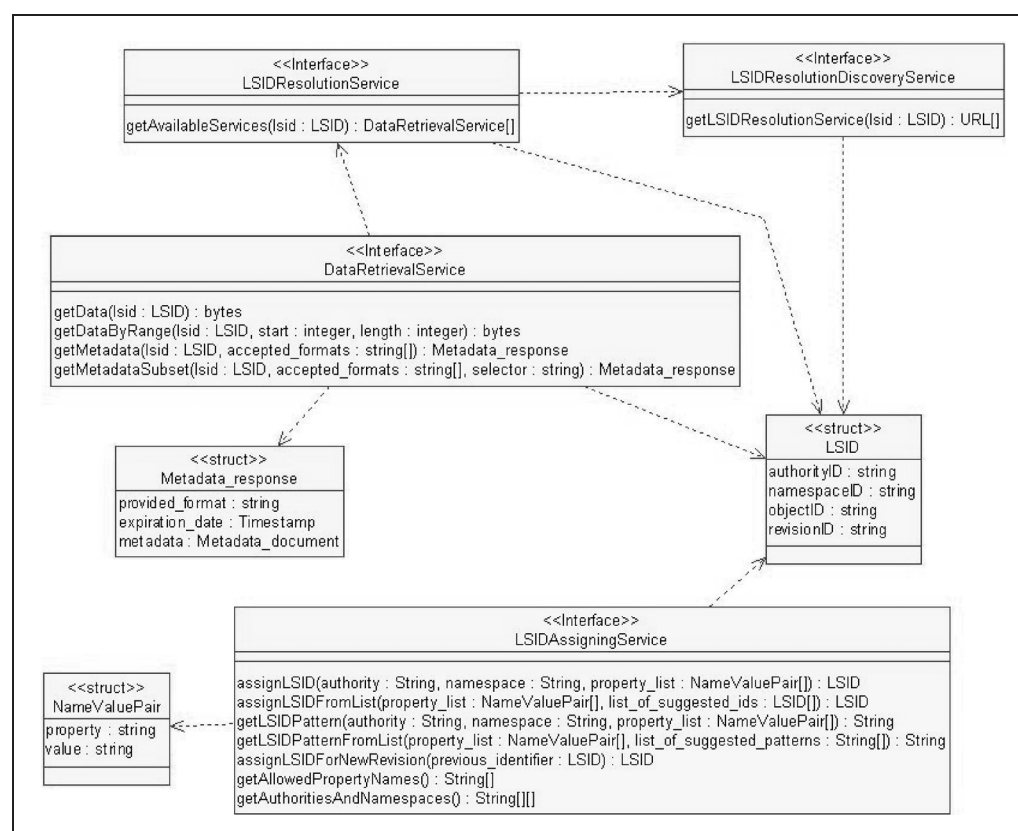 <<Interface>>
LSIDResolutionService
getAvailableServices(lsid : LSID) : DataRetrievalService[]
<<Interface>>
LSIDResolutionDiscoveryService
getLSIDResolutionService(lsid : LSID) : URL[]
<<Interface>>
DataRetrievalService
getData(lsid : LSID) : bytes
getDataByRange(lsid : LSID, start : integer, length : integer) : bytes
getMetadata(lsid : LSID, accepted_formats : string[]) : Metadata_response
getMetadataSubset(lsid : LSID, accepted_formats : string[], selector : string) : Metadata_response
<<struct>>
Metadata_response
provided_format : string
expiration_date : Timestamp
metadata : Metadata_document
<<struct>>
LSID
authorityID : string
namespaceID : string
objectID : string
revisionID : string
<<Interface>>
LSIDAssigningService
assignLSID(authority : String, namespace : String, property_list : NameValuePair[]) : LSID
assignLSIDFromList(property_list : NameValuePair[], list_of_suggested_ids : LSID[]) : LSID
getLSIDPattern(authority : String, namespace : String, property_list : NameValuePair[]) : String
getLSIDPatternFromList(property_list : NameValuePair[], list_of_suggested_patterns : String[]) : String
assignLSIDForNewRevision(previous_identifier : LSID) : LSID
getAllowedPropertyNames() : String[]
getAuthoritiesAndNamespaces() : String[][]
<<struct>>
NameValuePair
property : string
value : string